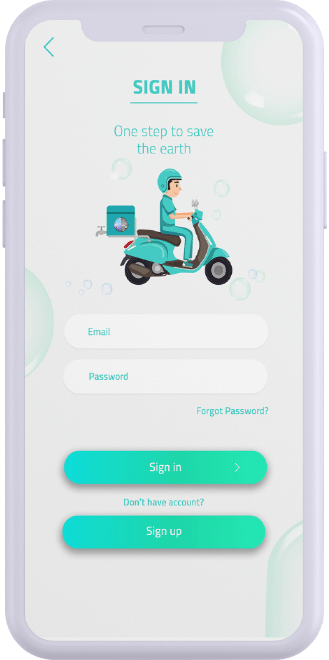 SIGN IN
One step to save
the earth
Email
Password
Forgot Password?
Sign in
Don't have account?
Sign up